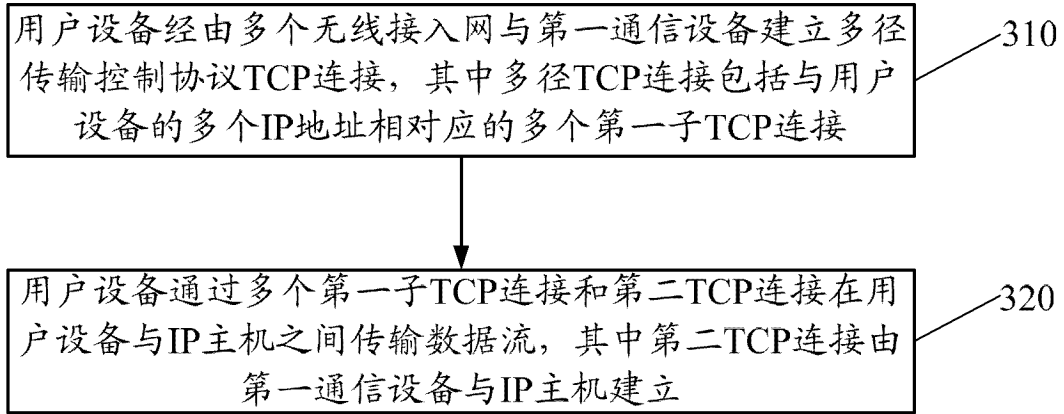 用户设备经由多个无线接入网与第一通信设备建立多径
传输控制协议TCP连接，其中多径TCP连接包括与用户
设备的多个IP地址相对应的多个第一子TCP连接
310
用户设备通过多个第一子TCP连接和第二TCP连接在用
户设备与IP主机之间传输数据流，其中第二TCP连接由
第一通信设备与IP主机建立
320